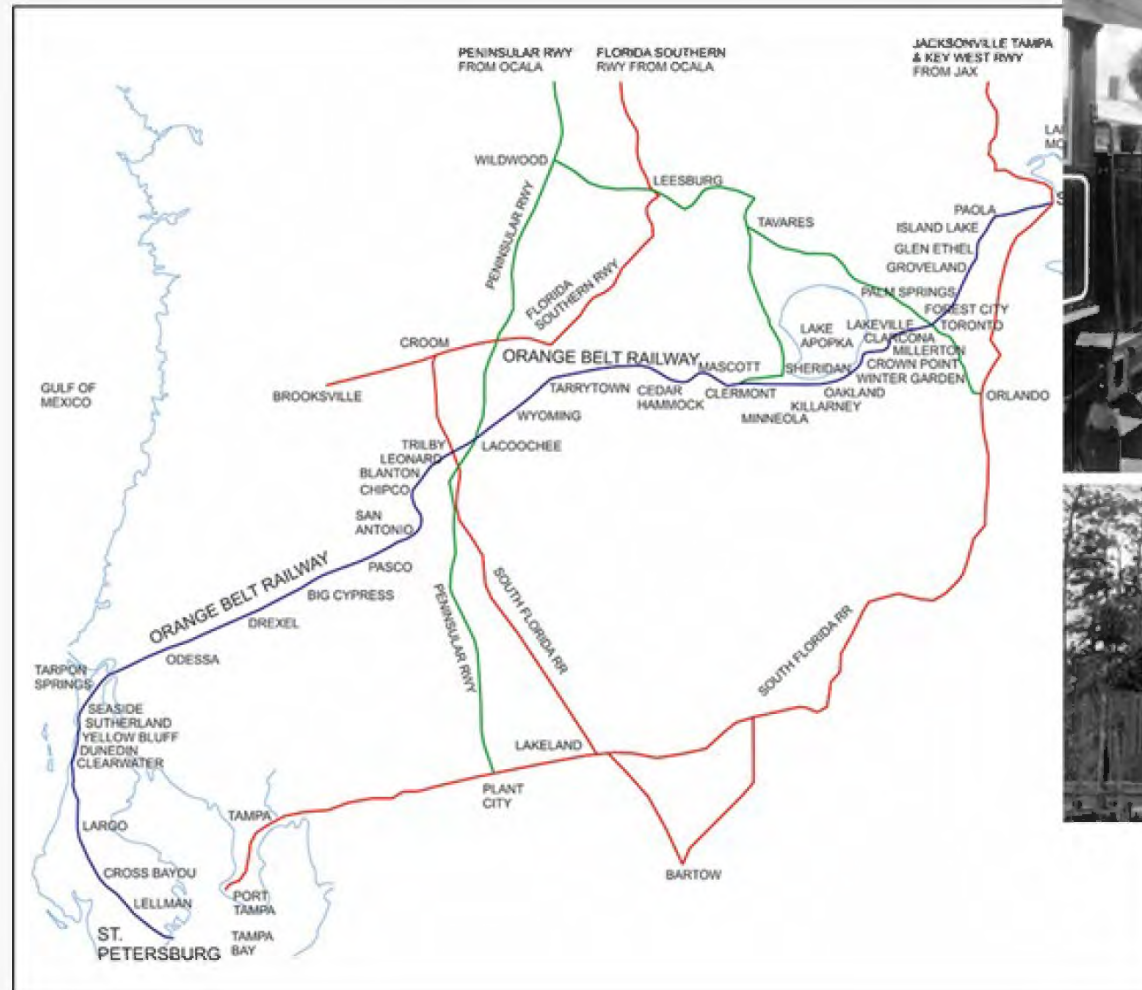 PENINSULAR RWY
FROM OCALA
FLORIDA SOUTHERN
RWY FROM OCALA
JACKSONVILLE TAMPA
& KEY WEST RWY
FROM JAX
WILDWOOD
LEESBURG
PENINSULAR RWY
TAVARES
PAOLA
ISLAND LAKE
GLEN ETHEL
GROVELAND
PALM SPRINGS
FOREST CITY
TORONTO
FLORIDA
SOUTHERN RWY
LAKE
APOPKA
LAKEVILLE
CLARCONA
MILLERTON
CROWN POINT
WINTER GARDEN
ORLANDO
CROOM
ORANGE BELT RAILWAY
MASCOTT
SHERIDAN
GULF OF
MEXICO
BROOKSVILLE
TARRYTOWN
CEDAR
HAMMOCK
CLERMONT
OAKLAND
KILLARNEY
MINNEOLA
WYOMING
TRILBY
LEONARD
BLANTON
CHIPCO
LACOOCHEE
SAN
ANTONIO
PASCO
BIG CYPRESS
ORANGE BELT RAILWAY
DREXEL
ODESSA
PENINSULAR RWY
SOUTH FLORIDA RR
SOUTH FLORIDA RR
TARPON
SPRINGS
SEASIDE
SUTHERLAND
YELLOW BLUFF
DUNEDIN
CLEARWATER
LAKELAND
PLANT
CITY
TAMPA
LARGO
CROSS BAYOU
LELLMAN
PORT
TAMPA
BARTOW
ST.
PETERSBURG
TAMPA
BAY